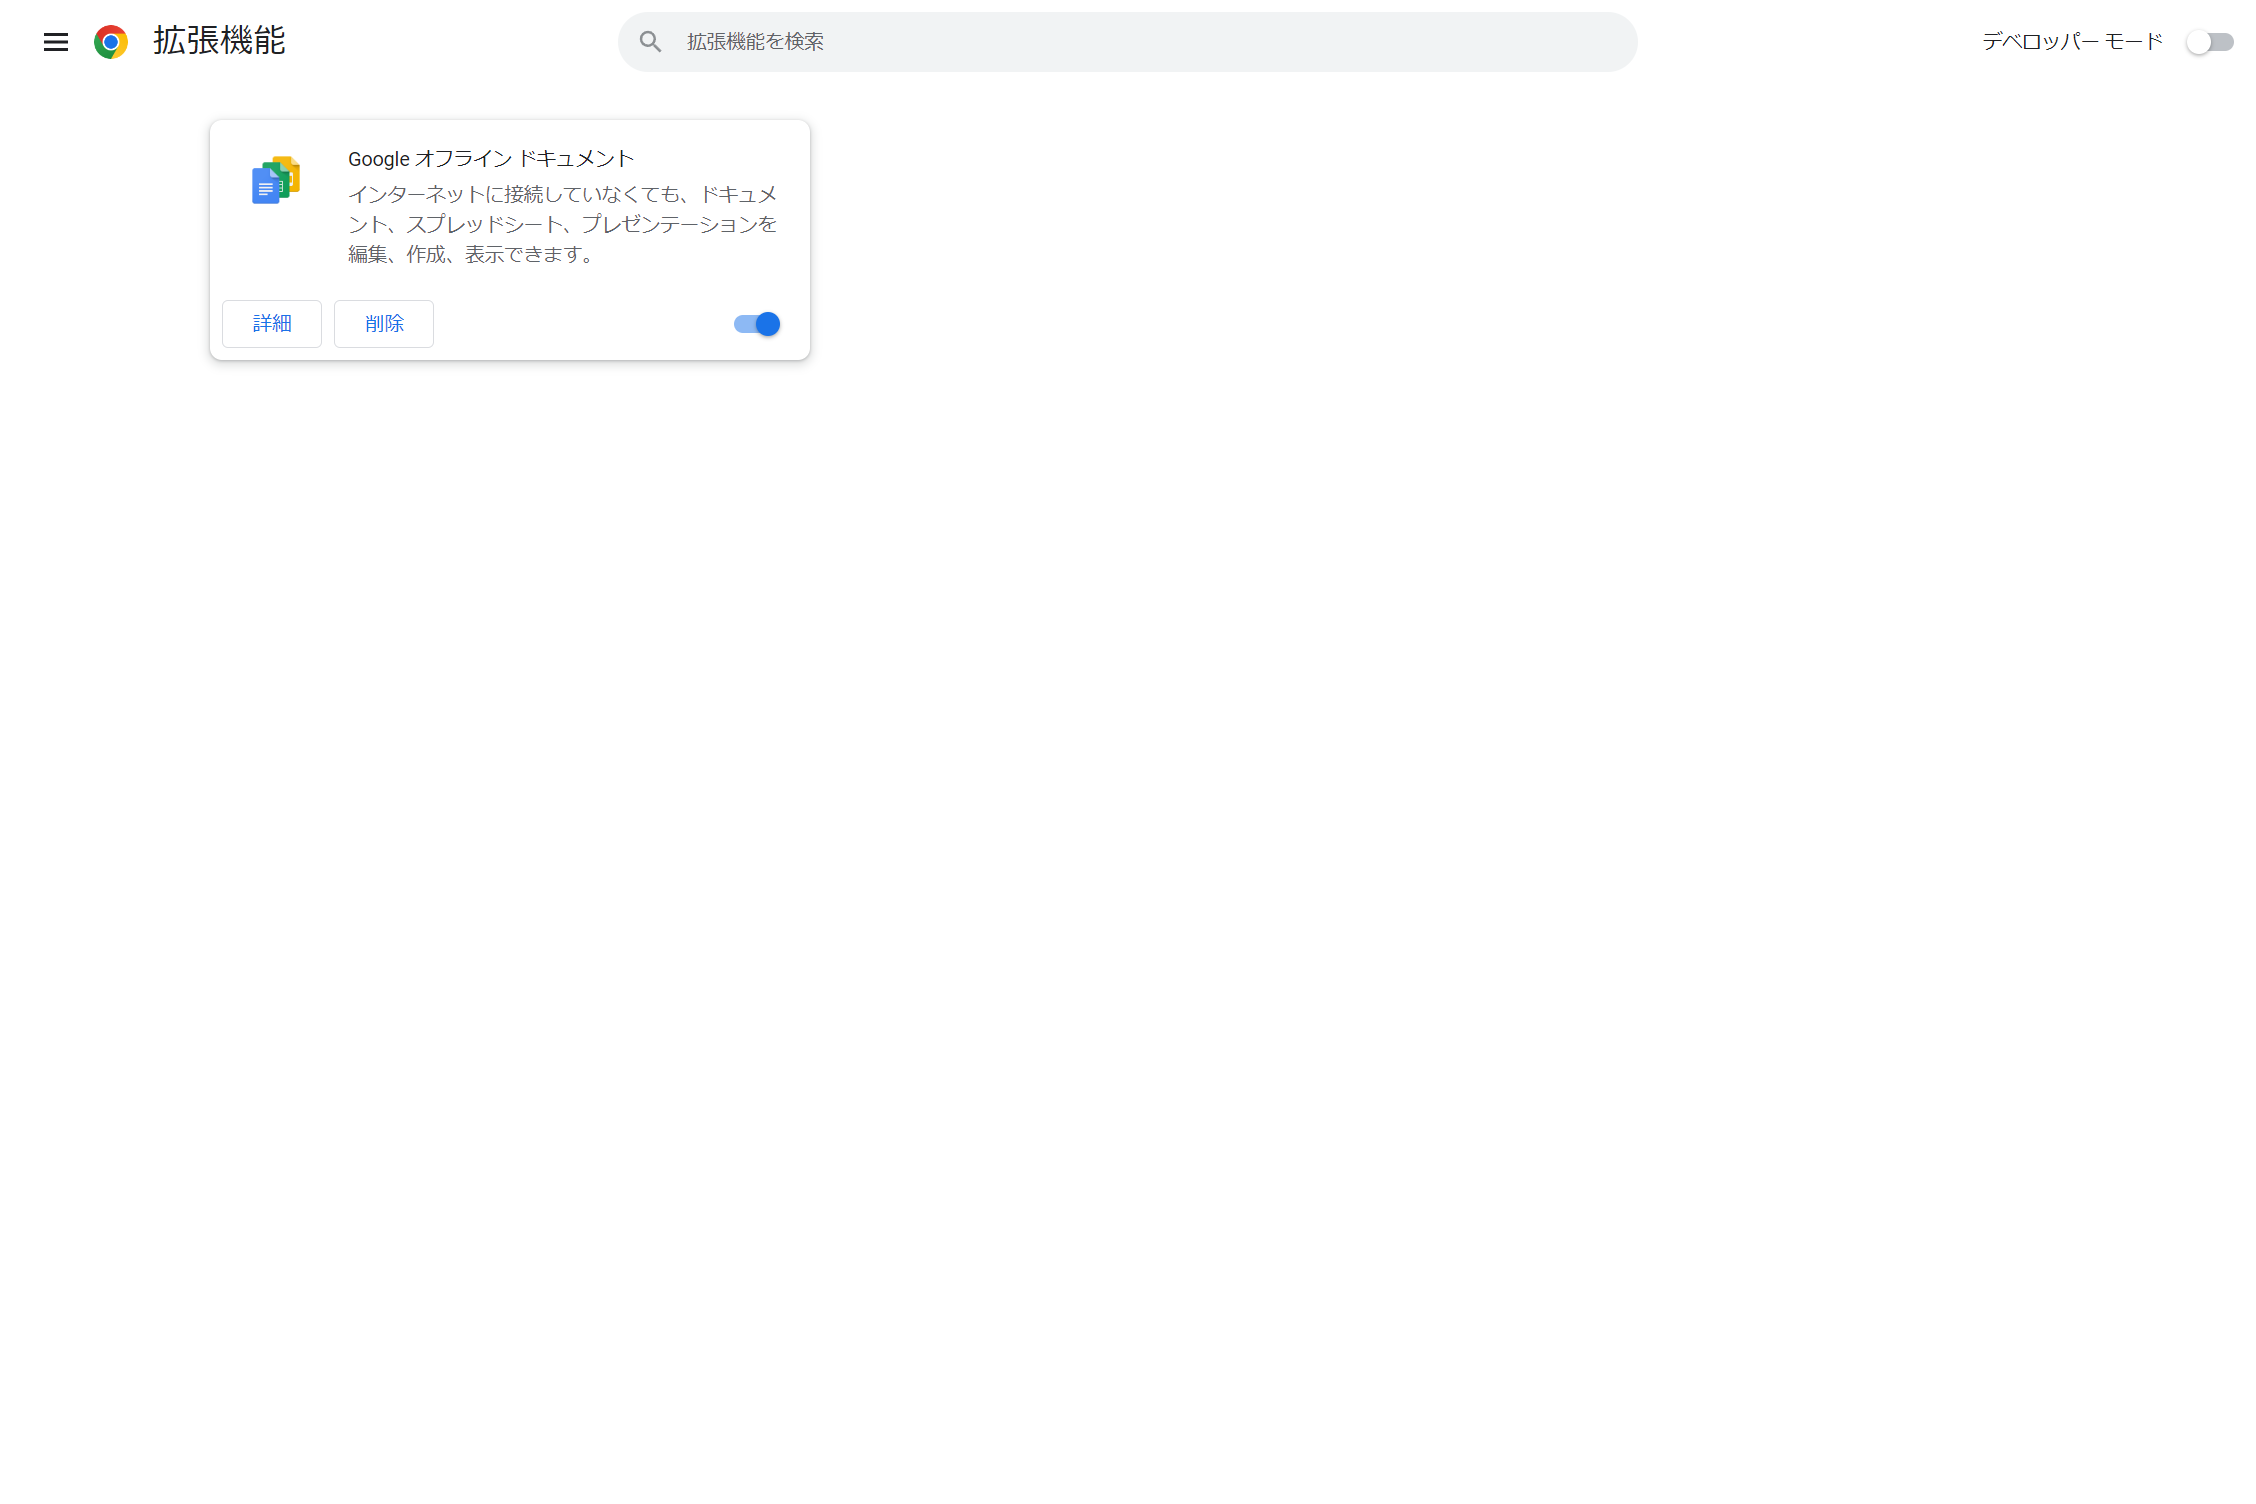 拡張機能
拡張機能を検索
デベロッパー モード
Google オフライン ドキュメント
インターネットに接続していなくても、ドキュメ
ント、スプレッドシート、プレゼンテーションを
編集、作成、表示できます。
詳細
削除